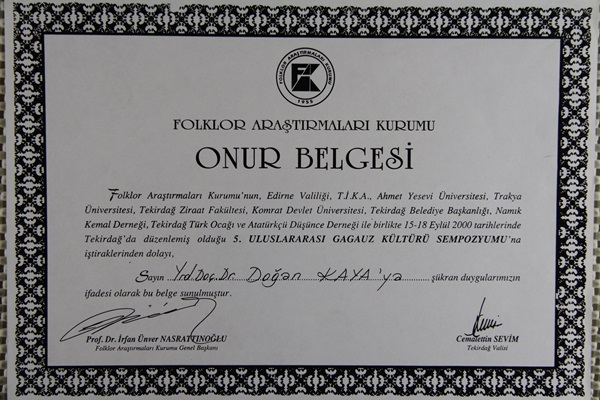 FOLKLOR ARAŞTIRMALARI KURUMU
1955
FOLKLOR ARAŞTIRMALARI KURUMU
ONUR BELGESİ
Folklor Araştırmaları Kurumu'nun, Edirne Valiliği, T.İ.K.A., Ahmet Yesevi Üniversitesi, Trakya
Üniversitesi, Tekirdağ Ziraat Fakültesi, Komrat Devlet Üniversitesi, Tekirdağ Belediye Başkanlığı, Namık
Kemal Derneği, Tekirdağ Türk Ocağı ve Atatürkçü Düşünce Derneği ile birlikte 15-18 Eylül 2000 tarihlerinde
Tekirdağ'da düzenlemiş olduğu 5. ULUSLARARASI GAGAUZ KÜLTÜRÜ SEMPOZYUMU'na
iştiraklerinden dolayı,
Sayın Yrd.Doç.Dr. Doğan KAYA'ya şükran duygularımızın
ifadesi olarak bu belge sunulmuştur.
Prof. Dr. İrfan Ünver NASRATTINOĞLU
Folklor Araştırmaları Kurumu Genel Başkanı
Cemalettin SEVİM
Tekirdağ Valisi